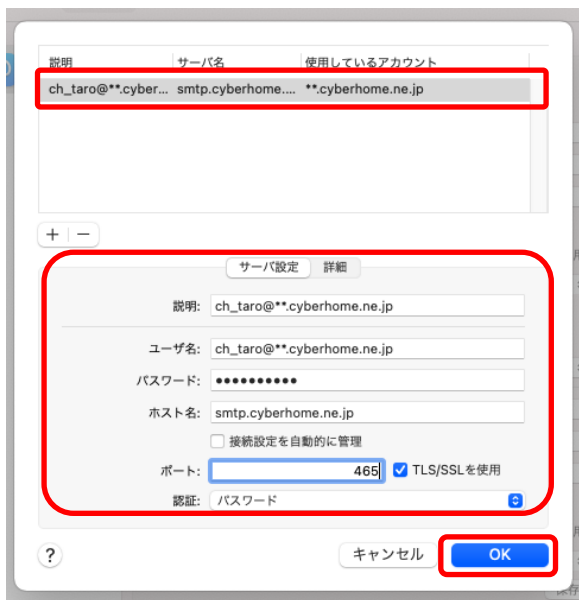 説明 サーバ名 使用しているアカウント
ch_taro@**.cyber... smtp.cyberhome.... **.cyberhome.ne.jp
+ −
サーバ設定 詳細
説明: ch_taro@**.cyberhome.ne.jp
ユーザ名: ch_taro@**.cyberhome.ne.jp
パスワード: ••••••••••
ホスト名: smtp.cyberhome.ne.jp
接続設定を自動的に管理
ポート: 465 TLS/SSLを使用
認証: パスワード
? キャンセル OK